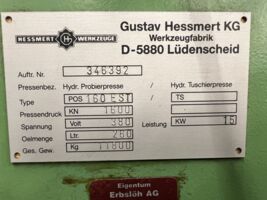 HESSMERT HW WERKZEUGE
Gustav Hessmert KG
Werkzeugfabrik
D-5880 Lüdenscheid
Auftr. Nr. 346392
Pressenbez. Hydr. Probierpresse / Hydr. Tuschierpresse
Type POS 160 EST / TS
Pressendruck KN 1600
Spannung Volt 380 Leistung KW 15
Oelmenge Ltr. 260
Ges. Gew. Kg 11800
Eigentum
Erbslöh AG